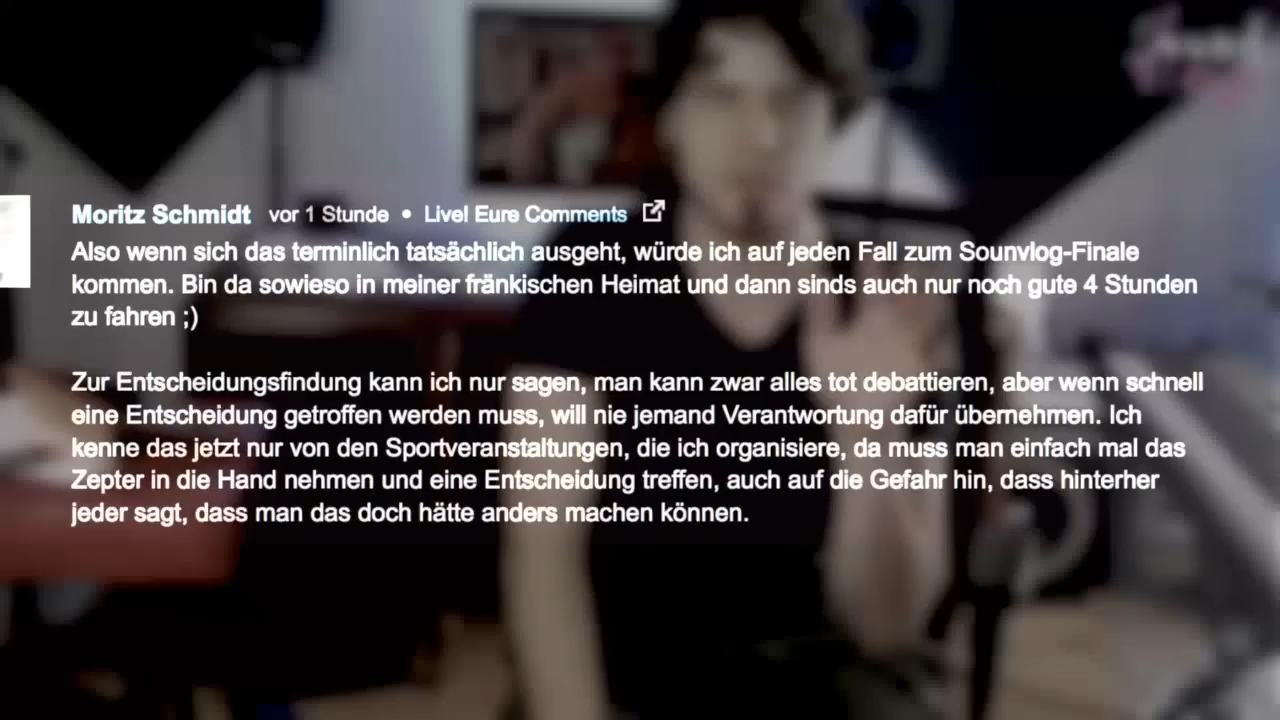 Moritz Schmidt vor 1 Stunde • Live! Eure Comments
Also wenn sich das terminlich tatsächlich ausgeht, würde ich auf jeden Fall zum Sounvlog-Finale
kommen. Bin da sowieso in meiner fränkischen Heimat und dann sinds auch nur noch gute 4 Stunden
zu fahren ;)
Zur Entscheidungsfindung kann ich nur sagen, man kann zwar alles tot debattieren, aber wenn schnell
eine Entscheidung getroffen werden muss, will nie jemand Verantwortung dafür übernehmen. Ich
kenne das jetzt nur von den Sportveranstaltungen, die ich organisiere, da muss man einfach mal das
Zepter in die Hand nehmen und eine Entscheidung treffen, auch auf die Gefahr hin, dass hinterher
jeder sagt, dass man das doch hätte anders machen können.